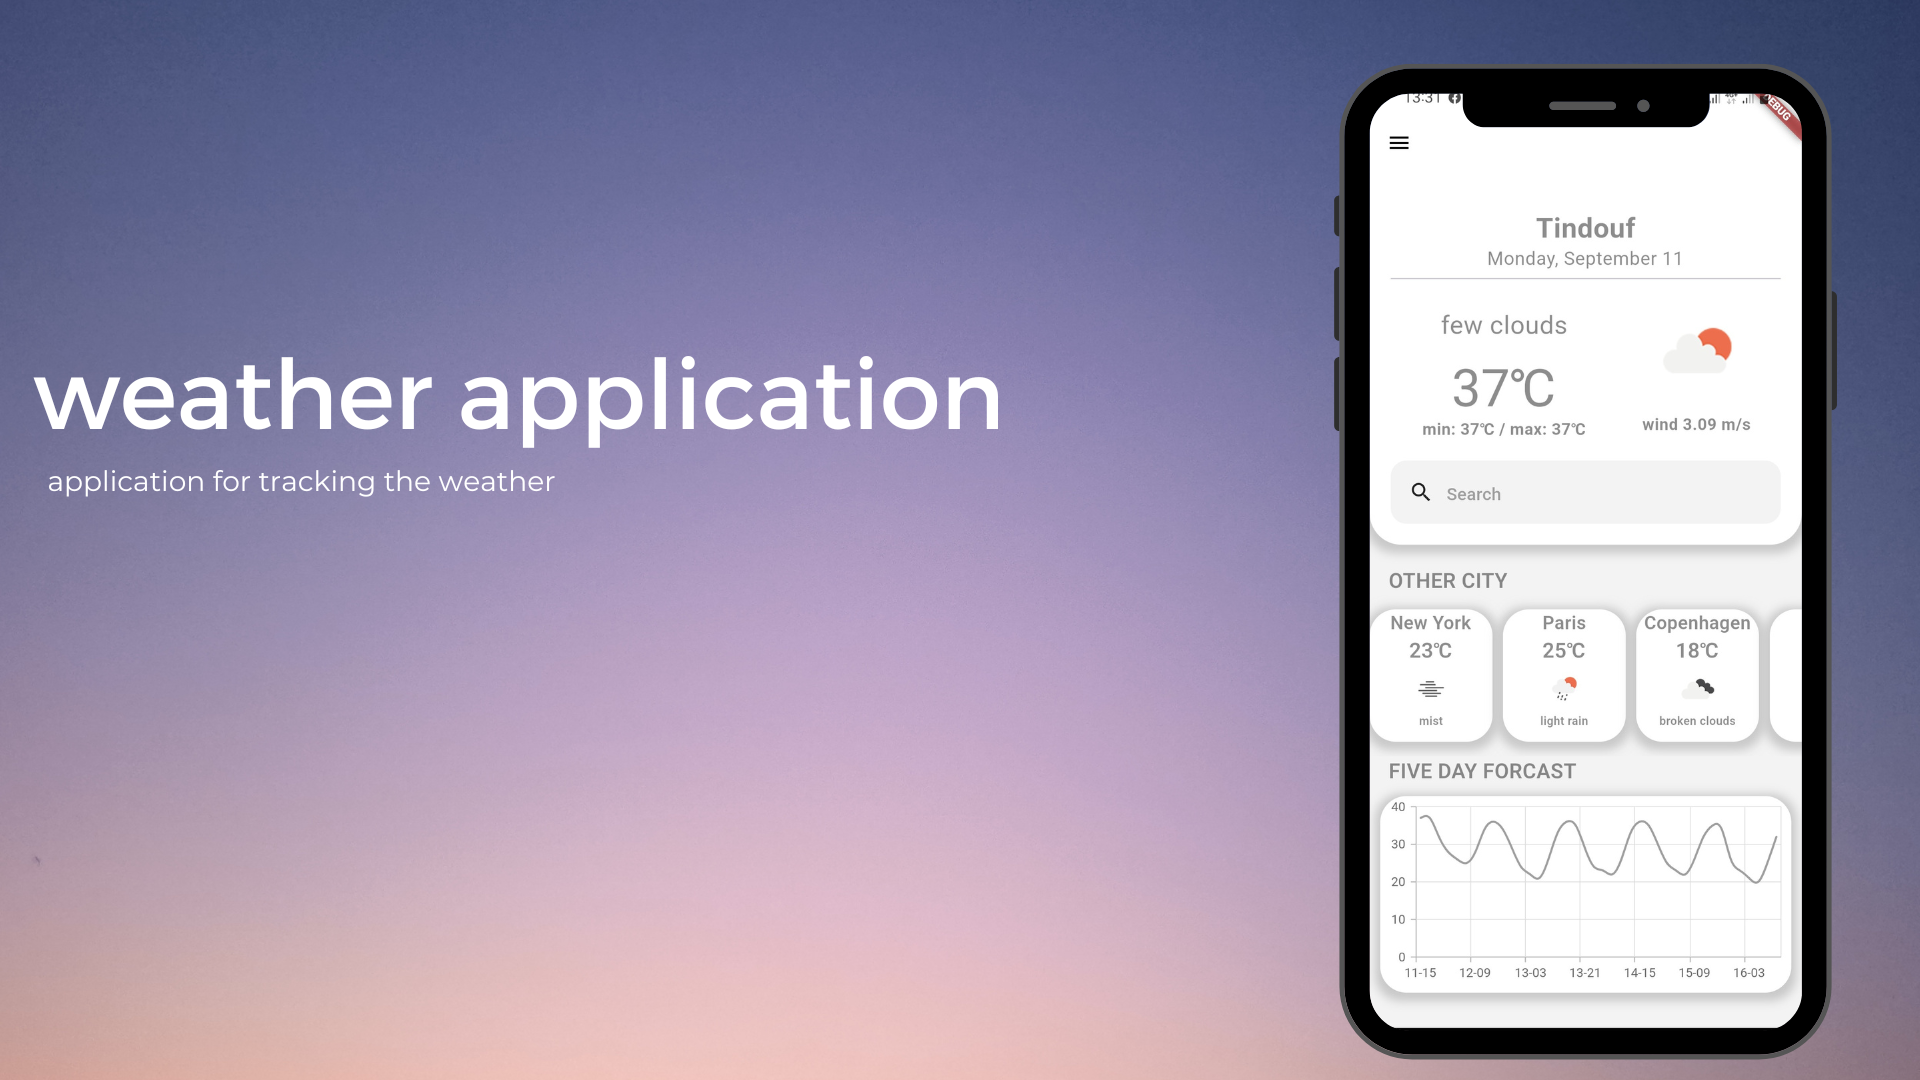 weather application
application for tracking the weather
13:31
Tindouf
Monday, September 11
few clouds
37°C
min: 37°C / max: 37°C
wind 3.09 m/s
Search
OTHER CITY
New York
23°C
mist
Paris
25°C
light rain
Copenhagen
18°C
broken clouds
FIVE DAY FORCAST
40
30
20
10
0
11-15 12-09 13-03 13-21 14-15 15-09 16-03